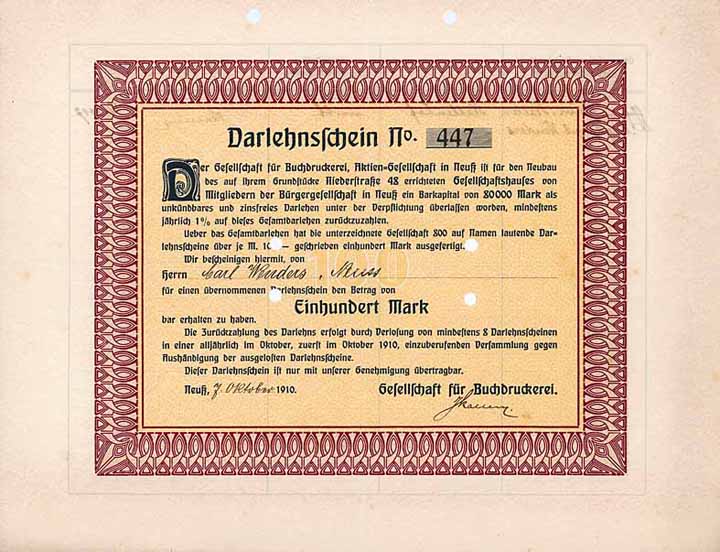 Darlehnsschein No. 447
Der Gesellschaft für Buchdruckerei, Aktien-Gesellschaft in Neuß ist für den Neubau
des auf ihrem Grundstücke Niederstraße 48 errichteten Gesellschaftshauses von
Mitgliedern der Bürgergesellschaft in Neuß ein Barkapital von 80000 Mark als
unkündbares und zinsfreies Darlehen unter der Verpflichtung überlassen worden, mindestens
jährlich 1% auf dieses Gesamtdarlehen zurückzuzahlen.
Ueber das Gesamtdarlehen hat die unterzeichnete Gesellschaft 800 auf Namen lautende Dar-
lehnsscheine über je M. 10 — geschrieben einhundert Mark ausgefertigt.
Wir bescheinigen hiermit, von
Herrn Carl Wenders, Neuss
für einen übernommenen Darlehnsschein den Betrag von
Einhundert Mark
bar erhalten zu haben.
Die Zurückzahlung des Darlehns erfolgt durch Verlosung von mindestens 8 Darlehnsscheinen
in einer alljährlich im Oktober, zuerst im Oktober 1910, einzuberufenden Versammlung gegen
Aushändigung der ausgelosten Darlehnsscheine.
Dieser Darlehnsschein ist nur mit unserer Genehmigung übertragbar.
Neuß, 7. Oktober 1910. Gesellschaft für Buchdruckerei.